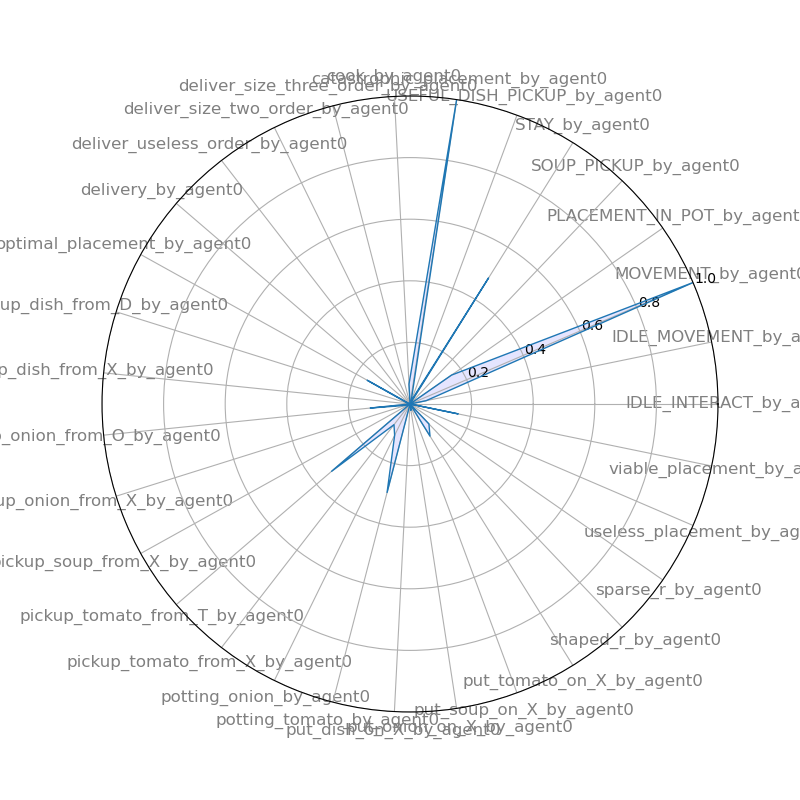 cook_by_agent0
catastrophic_placement_by_agent0
deliver_size_three_order_by_agent0
USEFUL_DISH_PICKUP_by_agent0
deliver_size_two_order_by_agent0
STAY_by_agent0
deliver_useless_order_by_agent0
SOUP_PICKUP_by_agent0
delivery_by_agent0
PLACEMENT_IN_POT_by_agent
optimal_placement_by_agent0
MOVEMENT_by_agent0
1.0
0.8
up_dish_from_D_by_agent0
0.6
IDLE_MOVEMENT_by_a
0.4
p_dish_from_X_by_agent0
0.2
IDLE_INTERACT_by_a
p_onion_from_O_by_agent0
viable_placement_by_a
up_onion_from_X_by_agent0
useless_placement_by_ag
pickup_soup_from_X_by_agent0
sparse_r_by_agent0
pickup_tomato_from_T_by_agent0
shaped_r_by_agent0
pickup_tomato_from_X_by_agent0
put_tomato_on_X_by_agent0
potting_onion_by_agent0
put_soup_on_X_by_agent0
potting_tomato_by_agent0
put_onion_on_X_by_agent0
put_dish_on_X_by_agent0